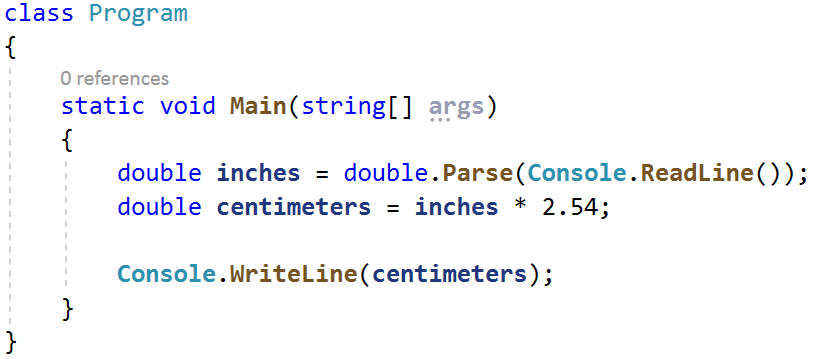 class Program
{
0 references
static void Main(string[] args)
{
double inches = double.Parse(Console.ReadLine());
double centimeters = inches * 2.54;
Console.WriteLine(centimeters);
}
}